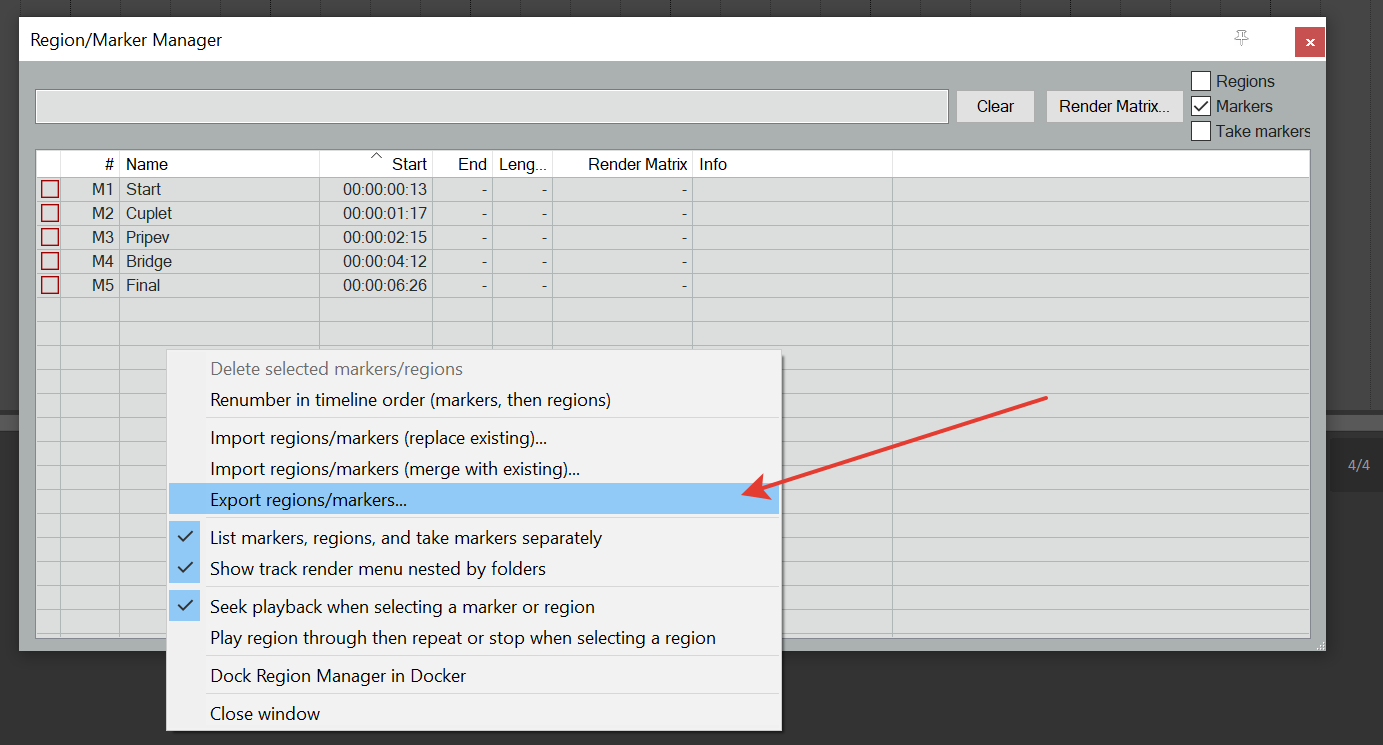 Region/Marker Manager
Clear
Render Matrix...
Regions
Markers
Take markers
# Name Start End Leng... Render Matrix Info
M1 Start 00:00:00:13 - - -
M2 Cuplet 00:00:01:17 - - -
M3 Pripev 00:00:02:15 - - -
M4 Bridge 00:00:04:12 - - -
M5 Final 00:00:06:26 - - -
Delete selected markers/regions
Renumber in timeline order (markers, then regions)
Import regions/markers (replace existing)...
Import regions/markers (merge with existing)...
Export regions/markers...
List markers, regions, and take markers separately
Show track render menu nested by folders
Seek playback when selecting a marker or region
Play region through then repeat or stop when selecting a region
Dock Region Manager in Docker
Close window
4/4